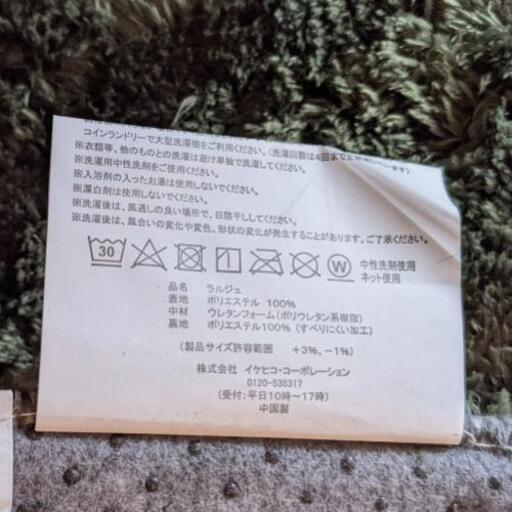 コインランドリーで大型洗濯機をご利用ください。(洗濯回数は4回まで
※衣類等、他のものとの洗濯は避け単独で洗濯してください。
※洗濯用中性洗剤をご使用ください。
※入浴剤の入ったお湯は使用しないでください。
※漂白剤は使用しないでください。
※洗濯後は、風通しの良い場所で、日陰干ししてください。
※洗濯後は、風合いの変化や変色、形状の変化が発生することがあります。ご了承ください。
30 W 中性洗剤使用
ネット使用
品名 ラルジュ
表地 ポリエステル 100%
中材 ウレタンフォーム(ポリウレタン系樹脂)
裏地 ポリエステル100% (すべりにくい加工)
(製品サイズ許容範囲 +3%, -1%)
株式会社 イケヒコ・コーポレーション
0120-535317
(受付:平日10時~17時)
中国製